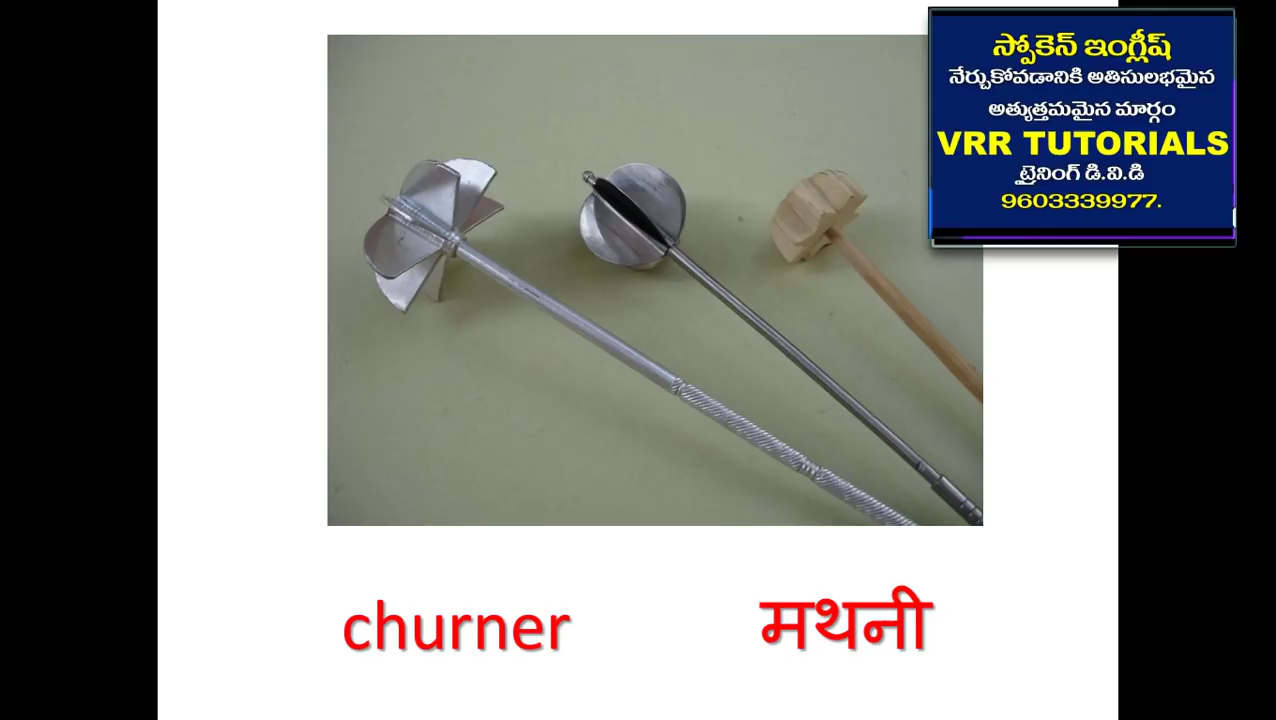 స్పోకెన్ ఇంగ్లీష్
నేర్చుకోవడానికి అతిసులభమైన
అత్యుత్తమమైన మార్గం
VRR TUTORIALS
ట్రైనింగ్ డి.వి.డి
9603339977.
churner मथनी